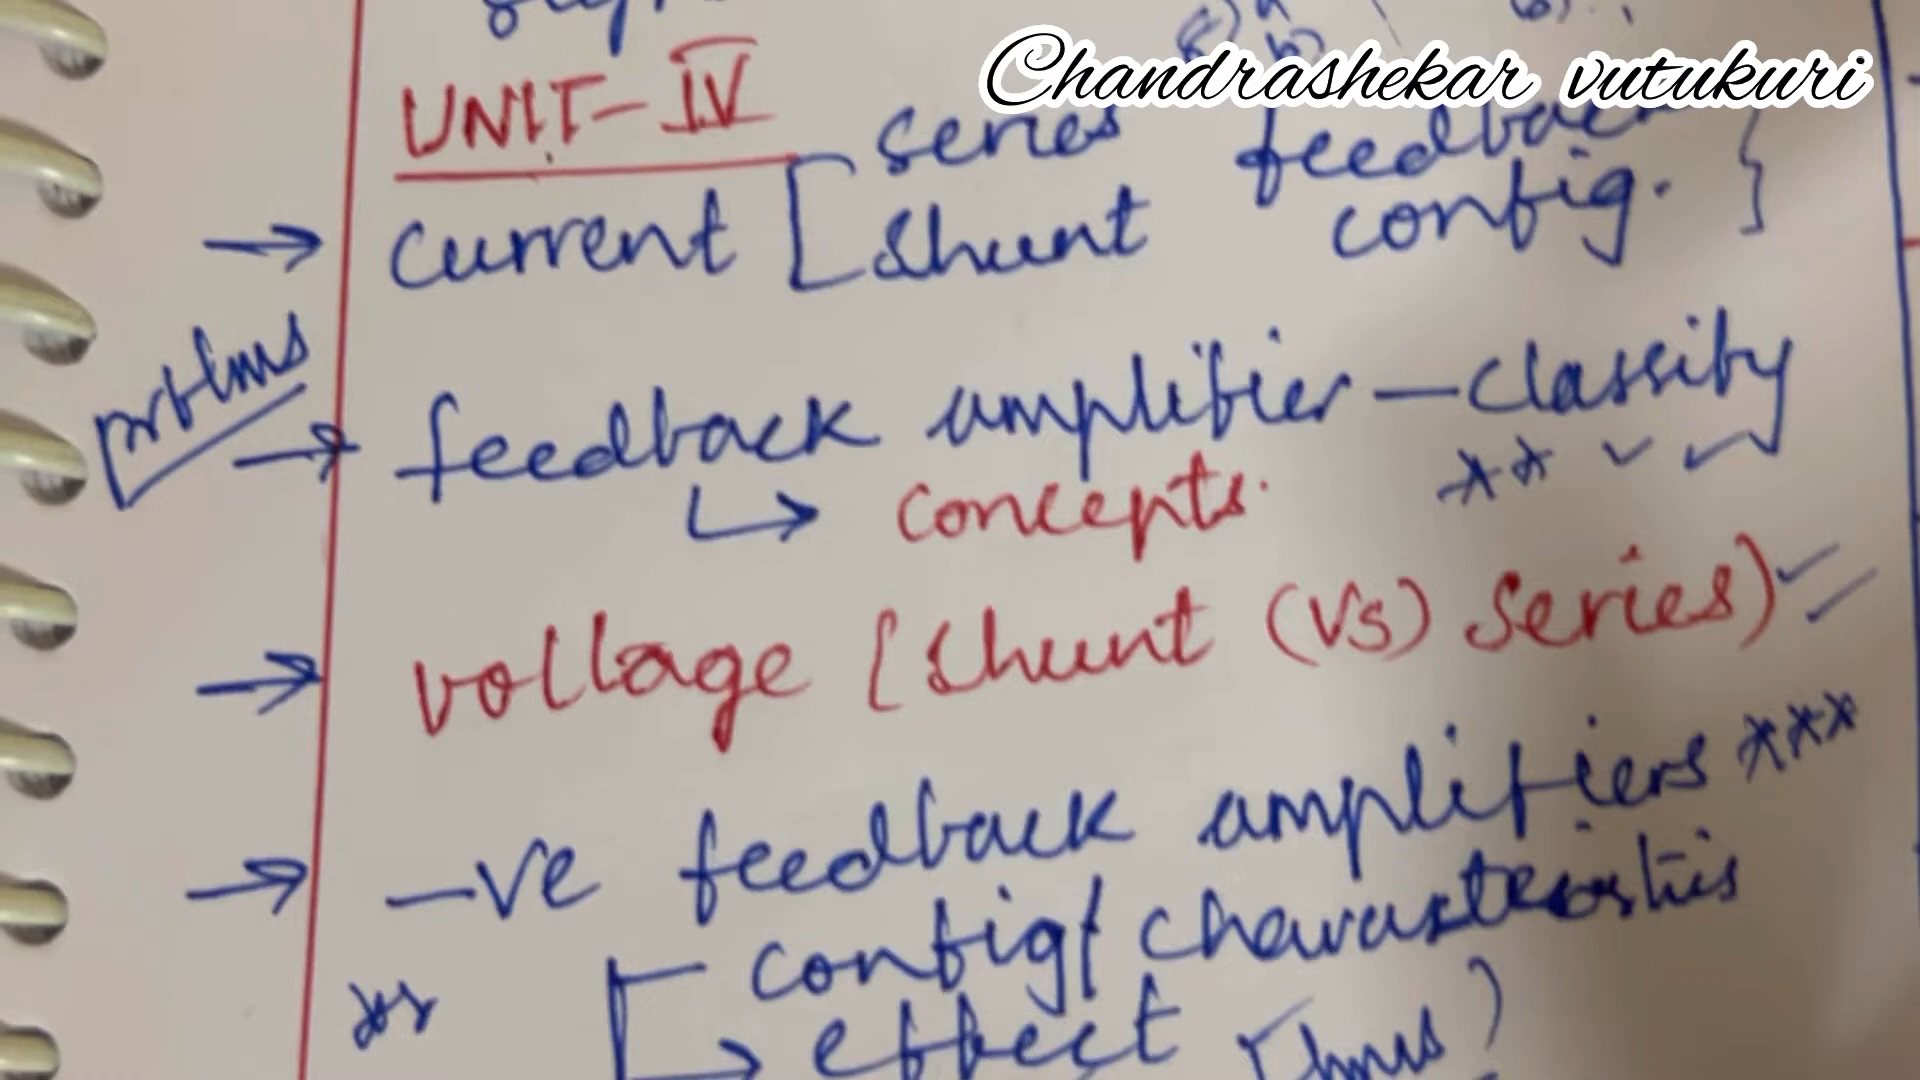 Chandrashekar vutukuri
UNIT-IV
→ current [series feedback
shunt config. }
prblms
→ feedback amplifier — classify
↳ concepts. ** ✓ ✓
→ voltage [shunt (vs) series) ✓
→ -ve feedback amplifiers ***
config/ characteristics
→ effect